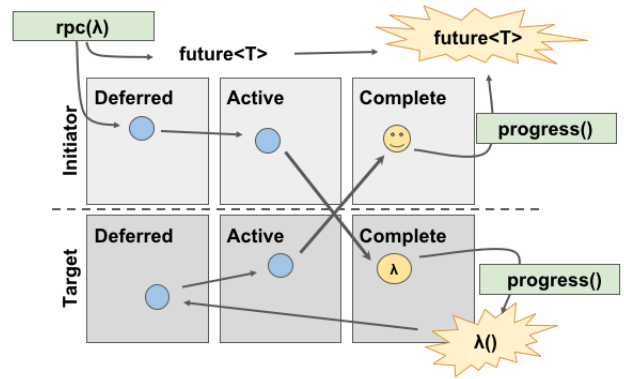 rpc(λ)
future<T>
future<T>
Initiator
Deferred
Active
Complete
progress()
Target
Deferred
Active
Complete
λ
progress()
λ()